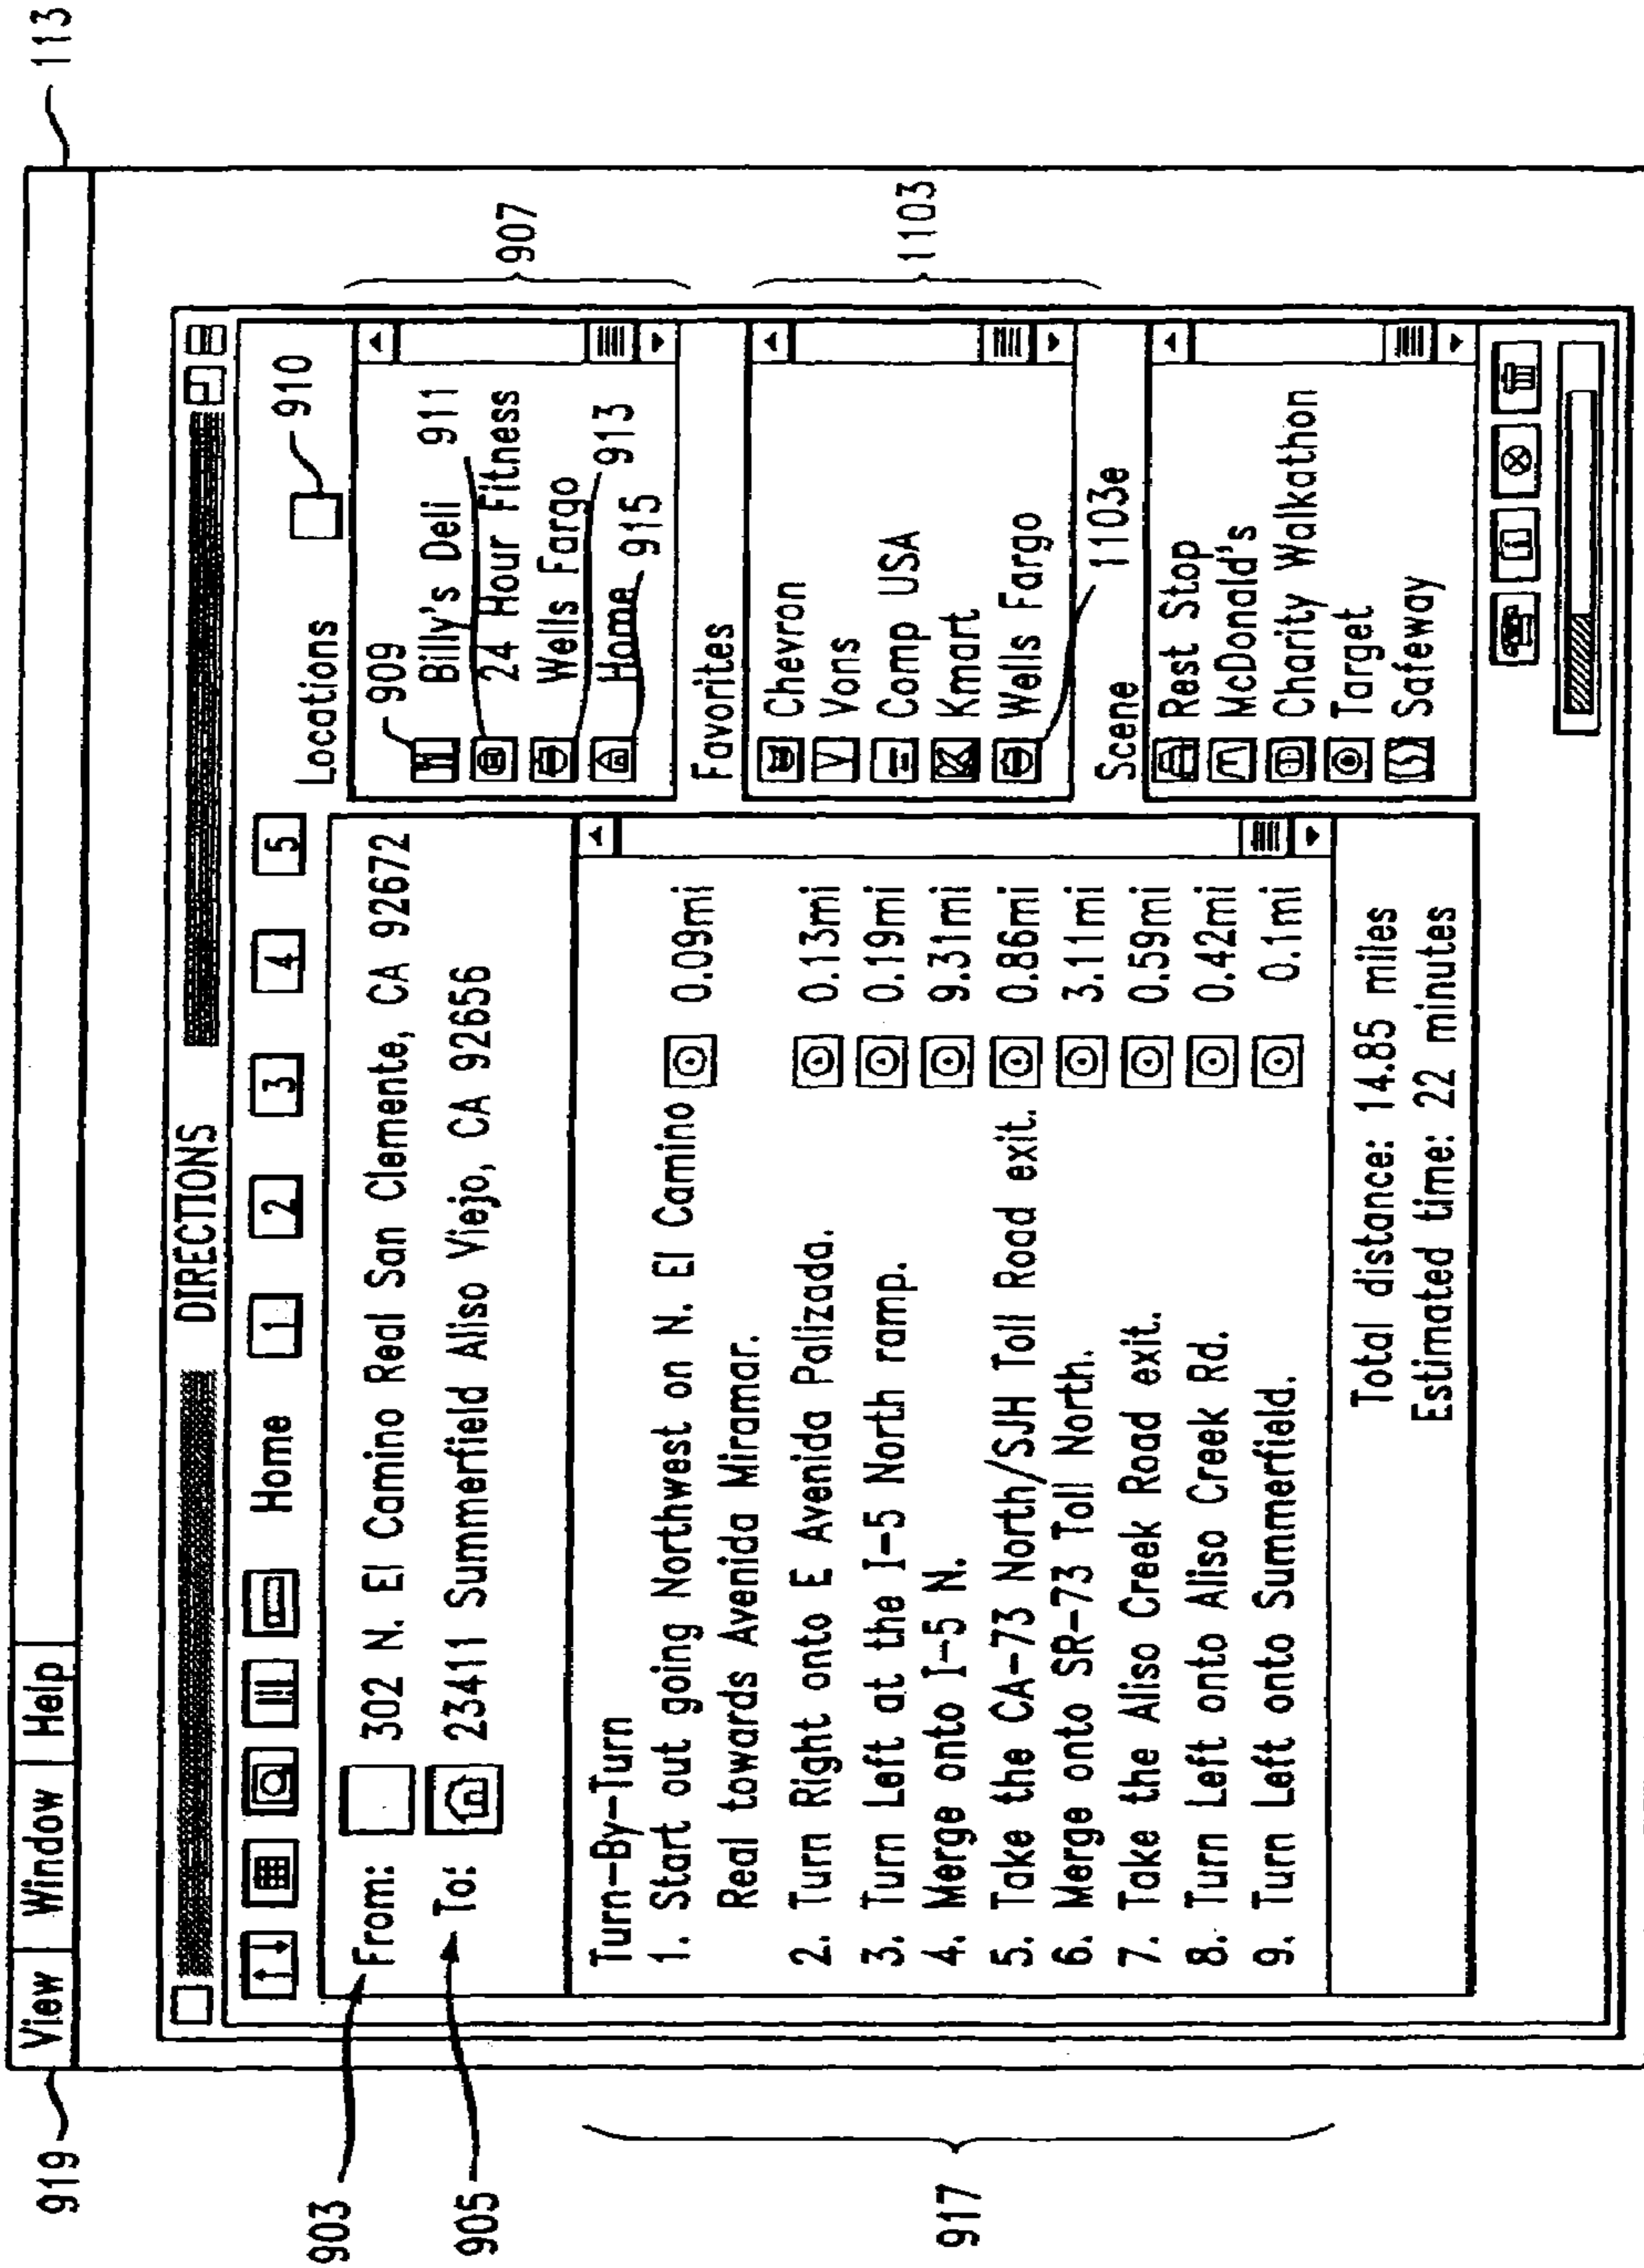 113
919
View Window Help
DIRECTIONS
Home 1 2 3 4 5
903
From: 302 N. El Camino Real San Clemente, CA 92672
905
To: 23411 Summerfield Aliso Viejo, CA 92656
917
Turn-By-Turn
1. Start out going Northwest on N. El Camino 0.09mi
Real towards Avenida Miramar.
2. Turn Right onto E Avenida Palizada. 0.13mi
3. Turn Left at the I-5 North ramp. 0.19mi
4. Merge onto I-5 N. 9.31mi
5. Take the CA-73 North/SJH Toll Road exit. 0.86mi
6. Merge onto SR-73 Toll North. 3.11mi
7. Take the Aliso Creek Road exit. 0.59mi
8. Turn Left onto Aliso Creek Rd. 0.42mi
9. Turn Left onto Summerfield. 0.1mi
Total distance: 14.85 miles
Estimated time: 22 minutes
Locations
910
907
909
Billy's Deli 911
24 Hour Fitness
Wells Fargo 913
Home 915
Favorites
1103
Chevron
V Vons
Comp USA
Kmart
Wells Fargo
1103e
Scene
Rest Stop
McDonald's
Charity Walkathon
Target
Safeway